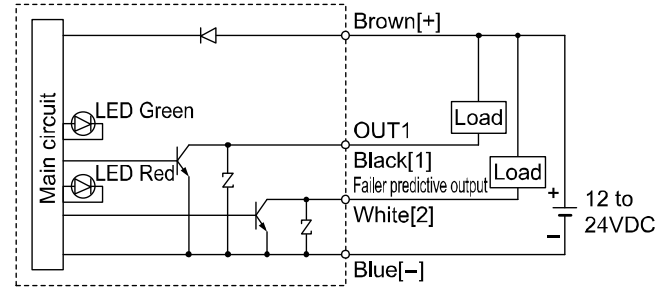 Brown[+]
Main circuit
LED Green
Load
OUT1
Black[1]
LED Red
Load
Failer predictive output
White[2]
+
12 to
24VDC
−
Blue[−]